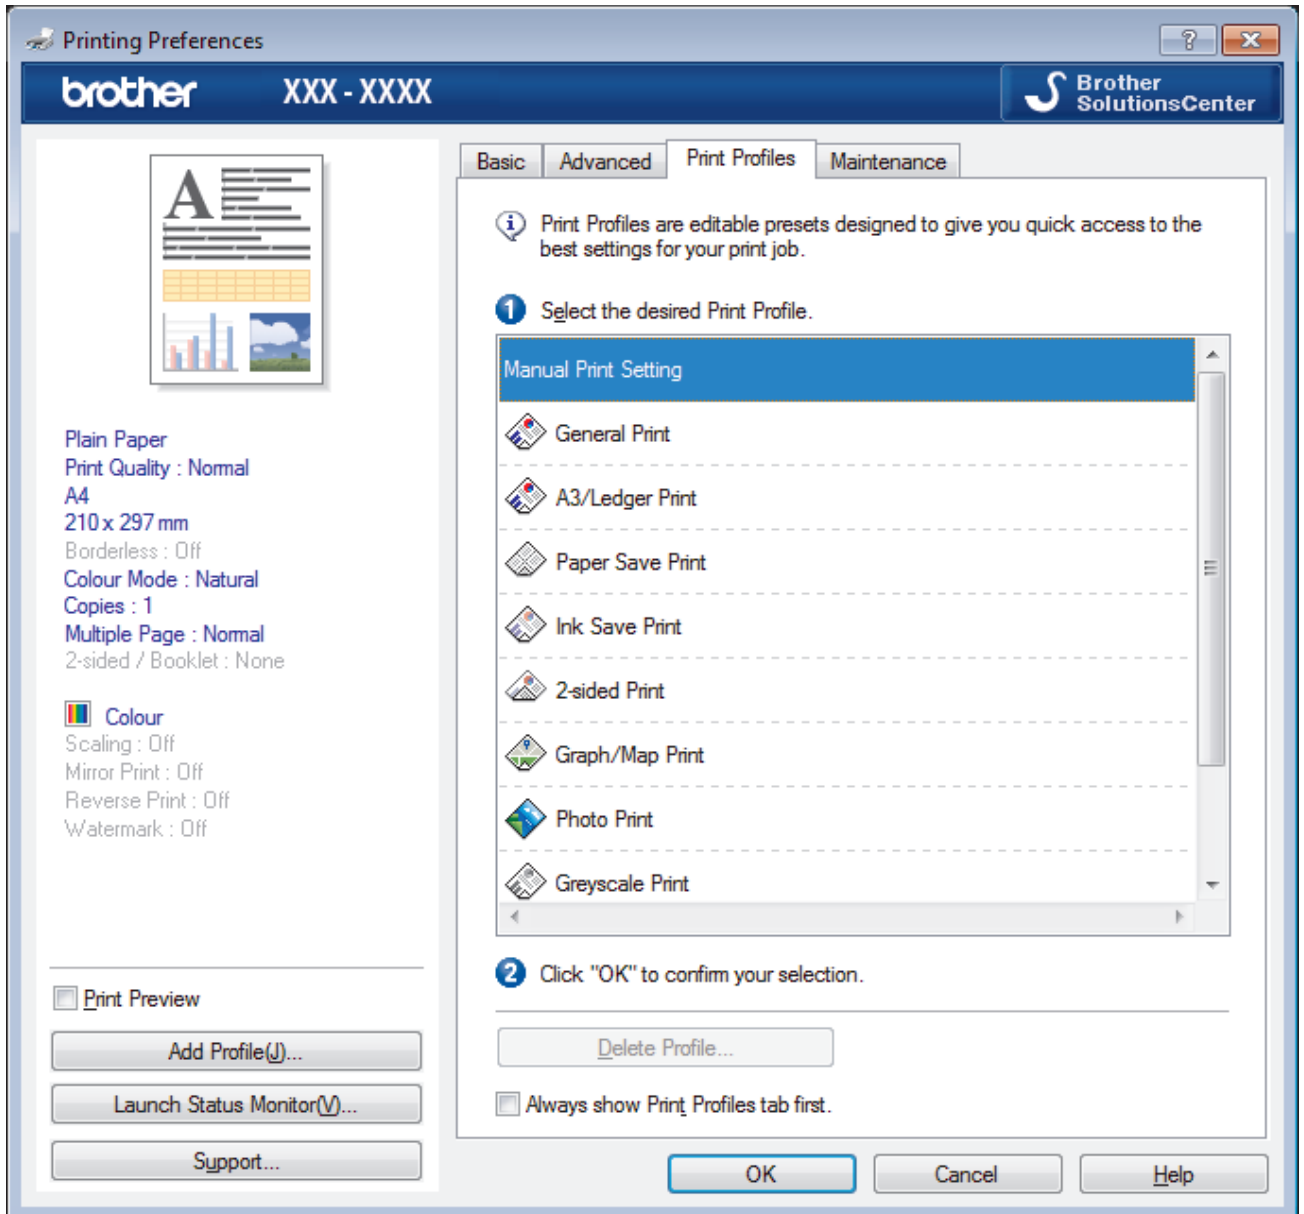 Printing Preferences
brother XXX - XXXX
Brother
SolutionsCenter
Basic Advanced Print Profiles Maintenance
Print Profiles are editable presets designed to give you quick access to the
best settings for your print job.
1 Select the desired Print Profile.
Manual Print Setting
General Print
A3/Ledger Print
Paper Save Print
Ink Save Print
2-sided Print
Graph/Map Print
Photo Print
Greyscale Print
2 Click "OK" to confirm your selection.
Delete Profile...
Always show Print Profiles tab first.
A
Plain Paper
Print Quality : Normal
A4
210 x 297 mm
Borderless : Off
Colour Mode : Natural
Copies : 1
Multiple Page : Normal
2-sided / Booklet : None
Colour
Scaling : Off
Mirror Print : Off
Reverse Print : Off
Watermark : Off
Print Preview
Add Profile(J)...
Launch Status Monitor(V)...
Support...
OK Cancel Help